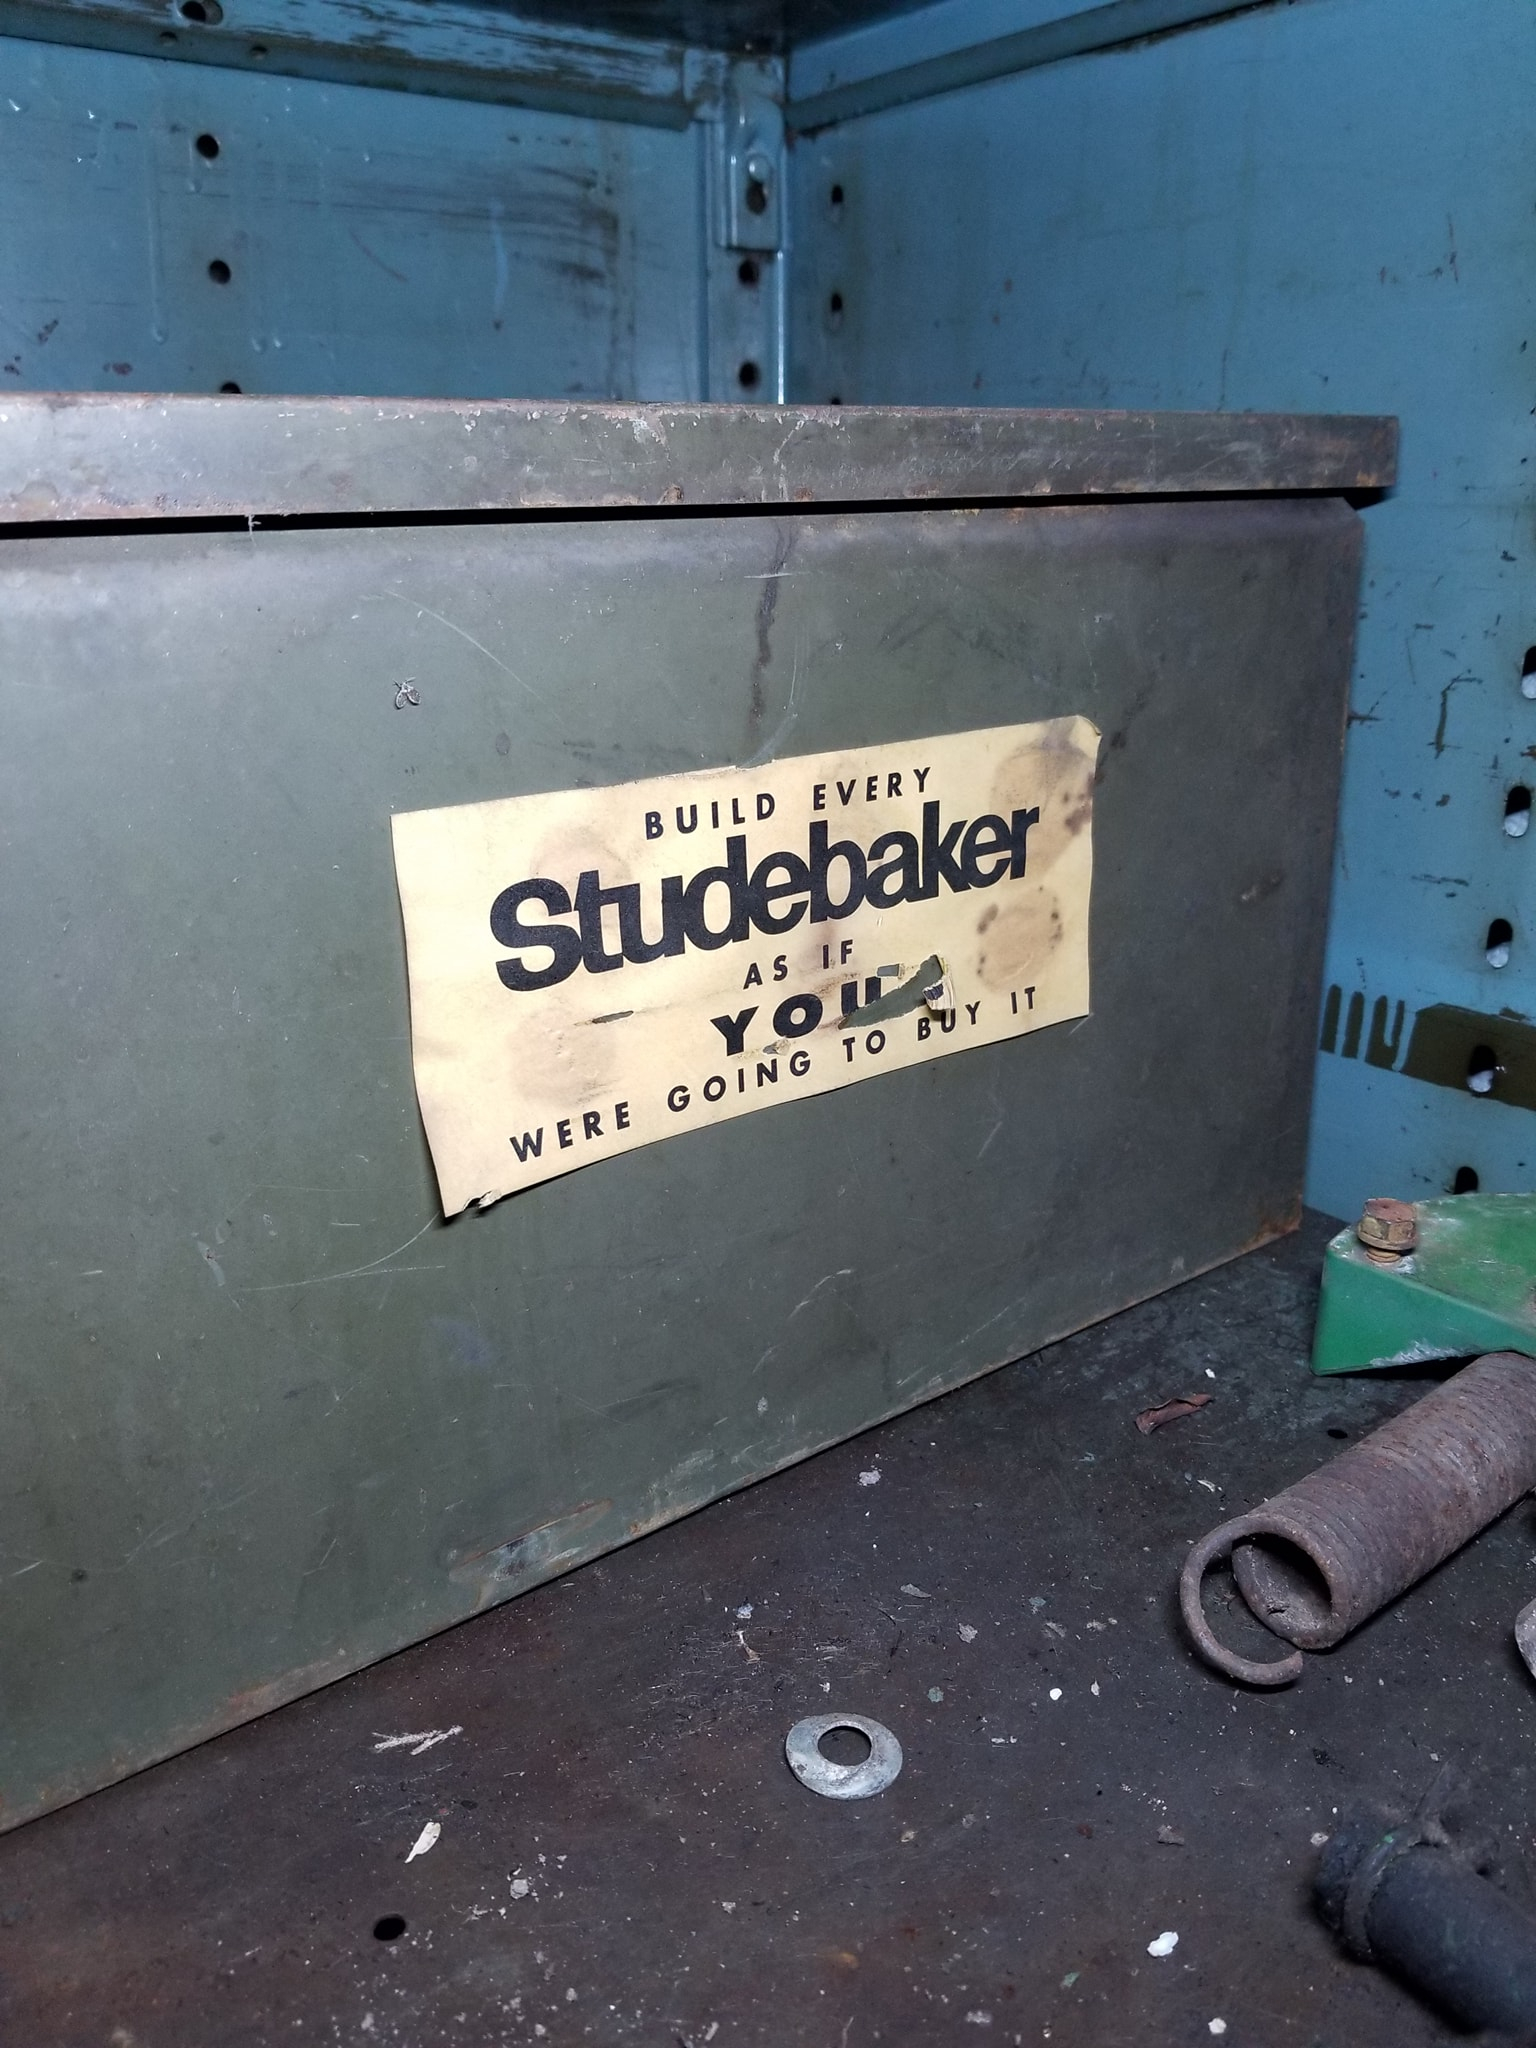 BUILD EVERY
Studebaker
AS IF
YOU
WERE GOING TO BUY IT